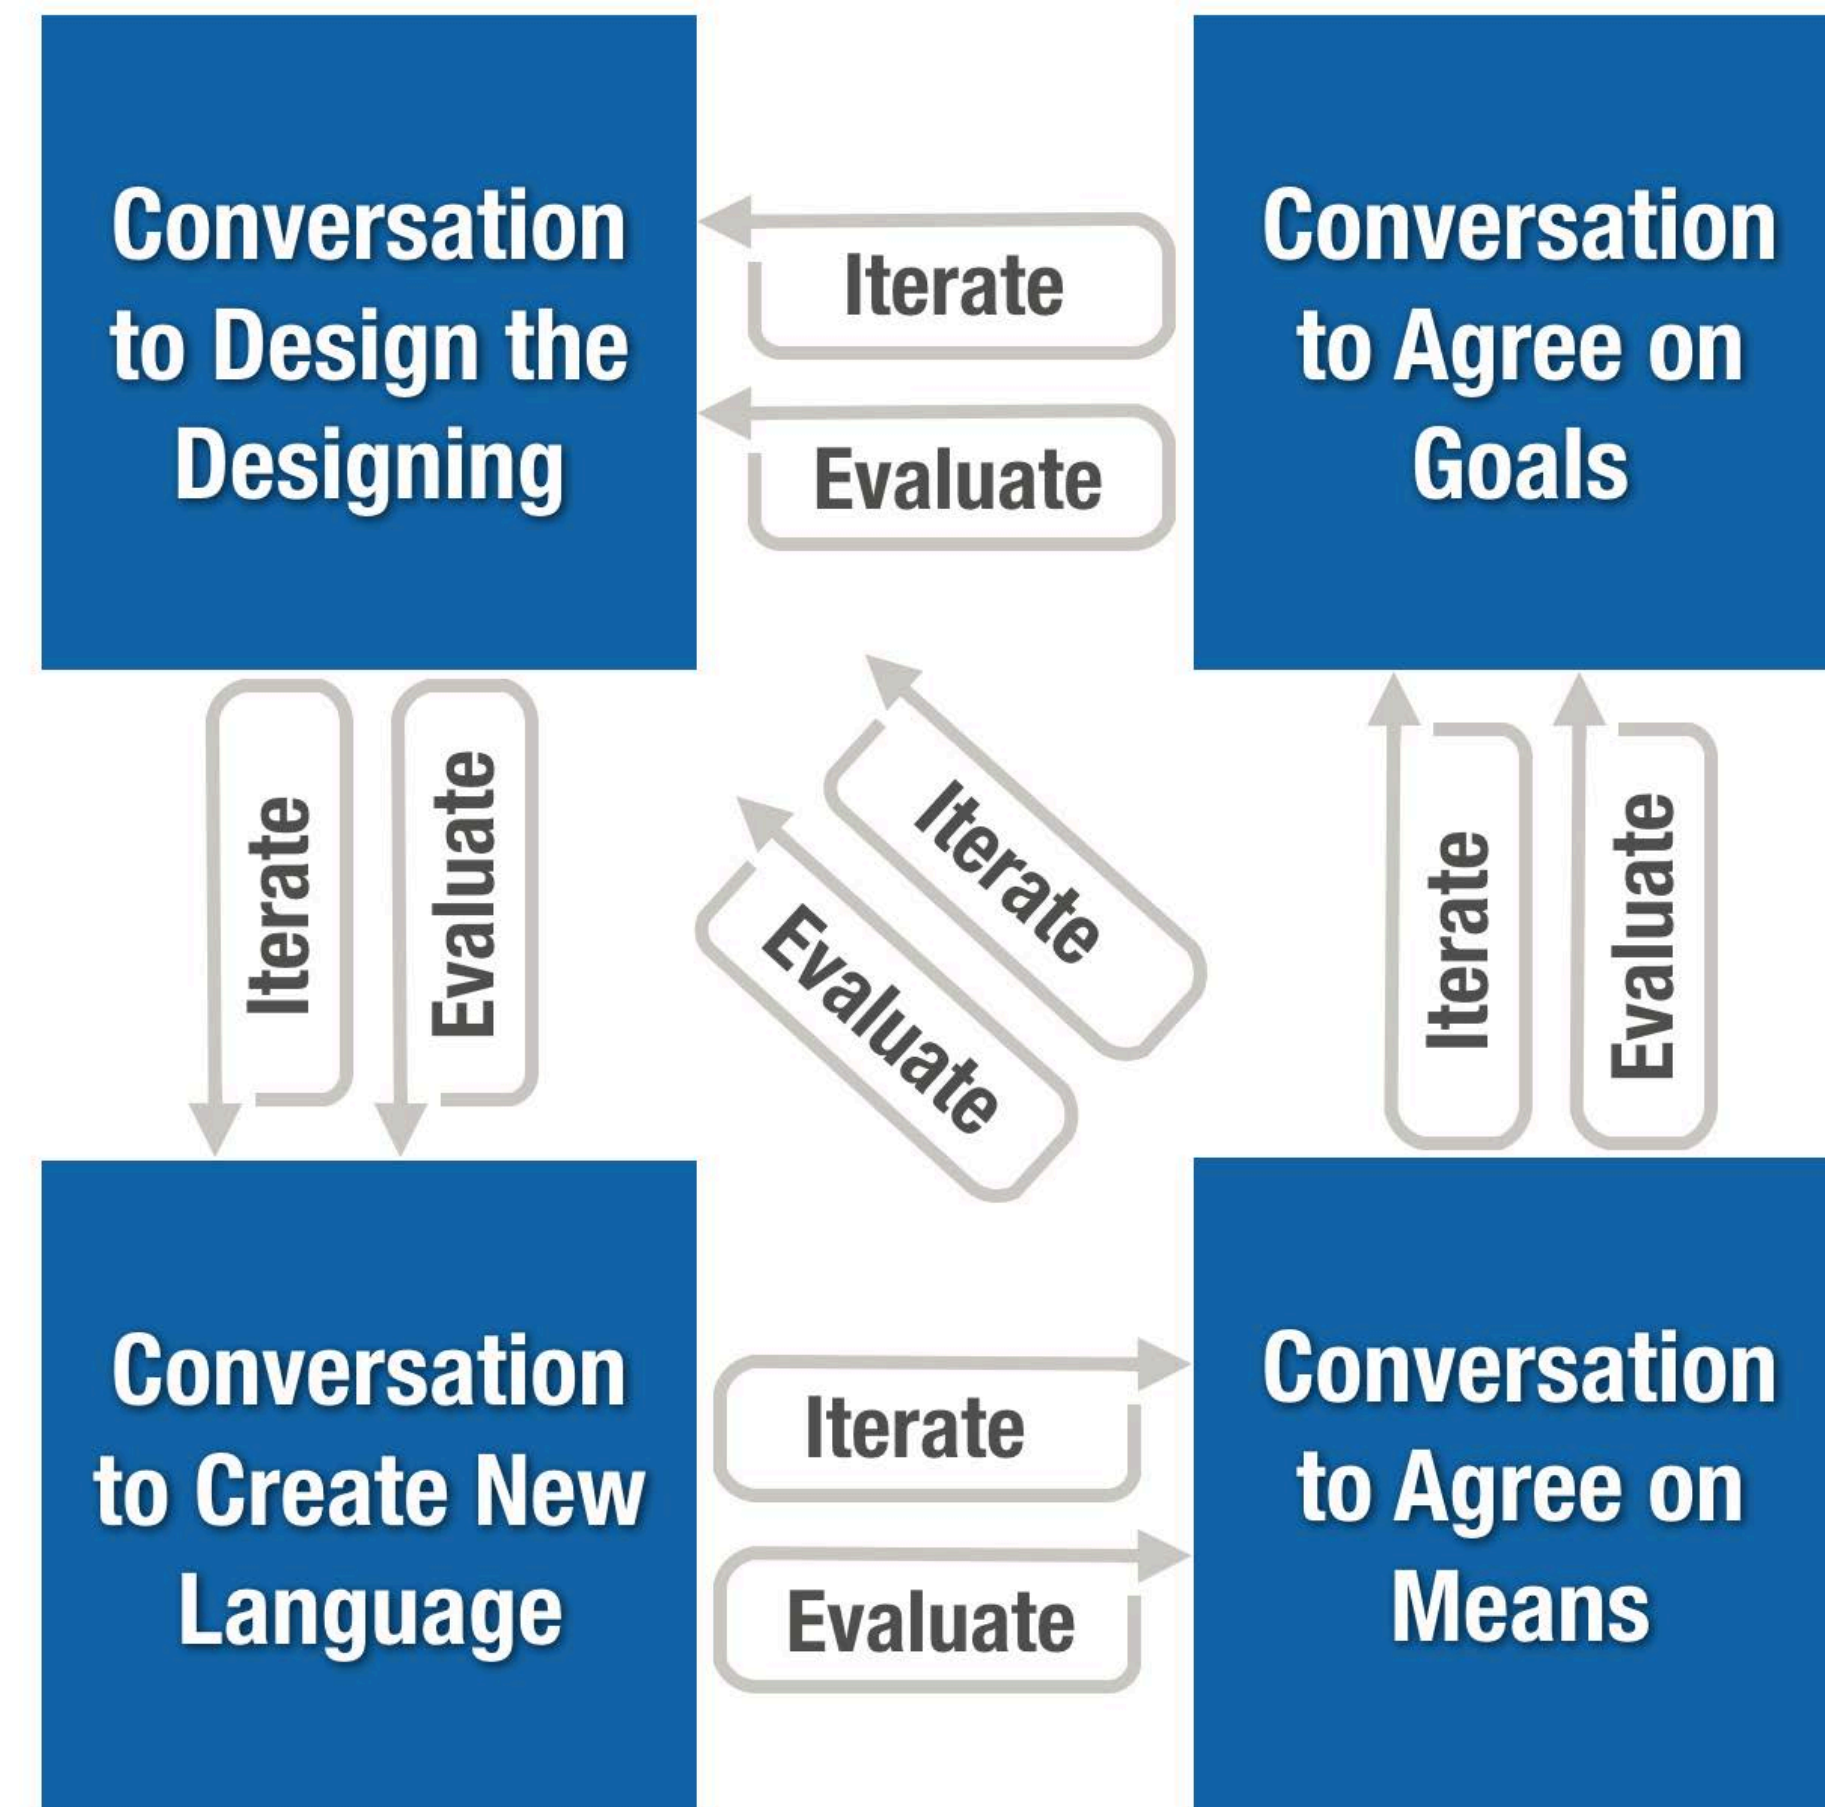 Conversation
to Design the
Designing
Iterate
Evaluate
Conversation
to Agree on
Goals
Iterate
Evaluate
Iterate
Evaluate
Iterate
Evaluate
Conversation
to Create New
Language
Iterate
Evaluate
Conversation
to Agree on
Means